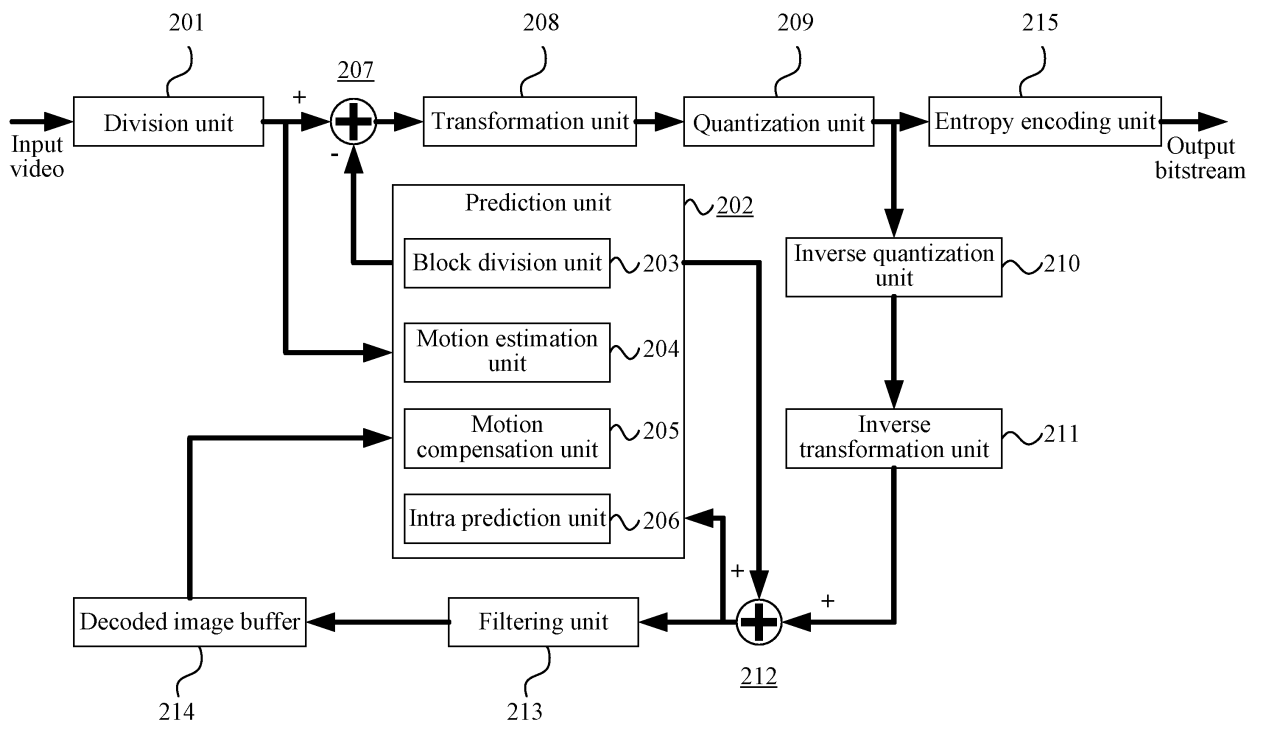 201
208
209
215
207
+
Division unit
Transformation unit
Quantization unit
Entropy encoding unit
Input
video
-
Output
bitstream
Prediction unit
202
Block division unit
203
Inverse quantization
unit
210
Motion estimation
unit
204
Motion
compensation unit
205
Inverse
transformation unit
211
Intra prediction unit
206
+
+
Decoded image buffer
Filtering unit
212
214
213